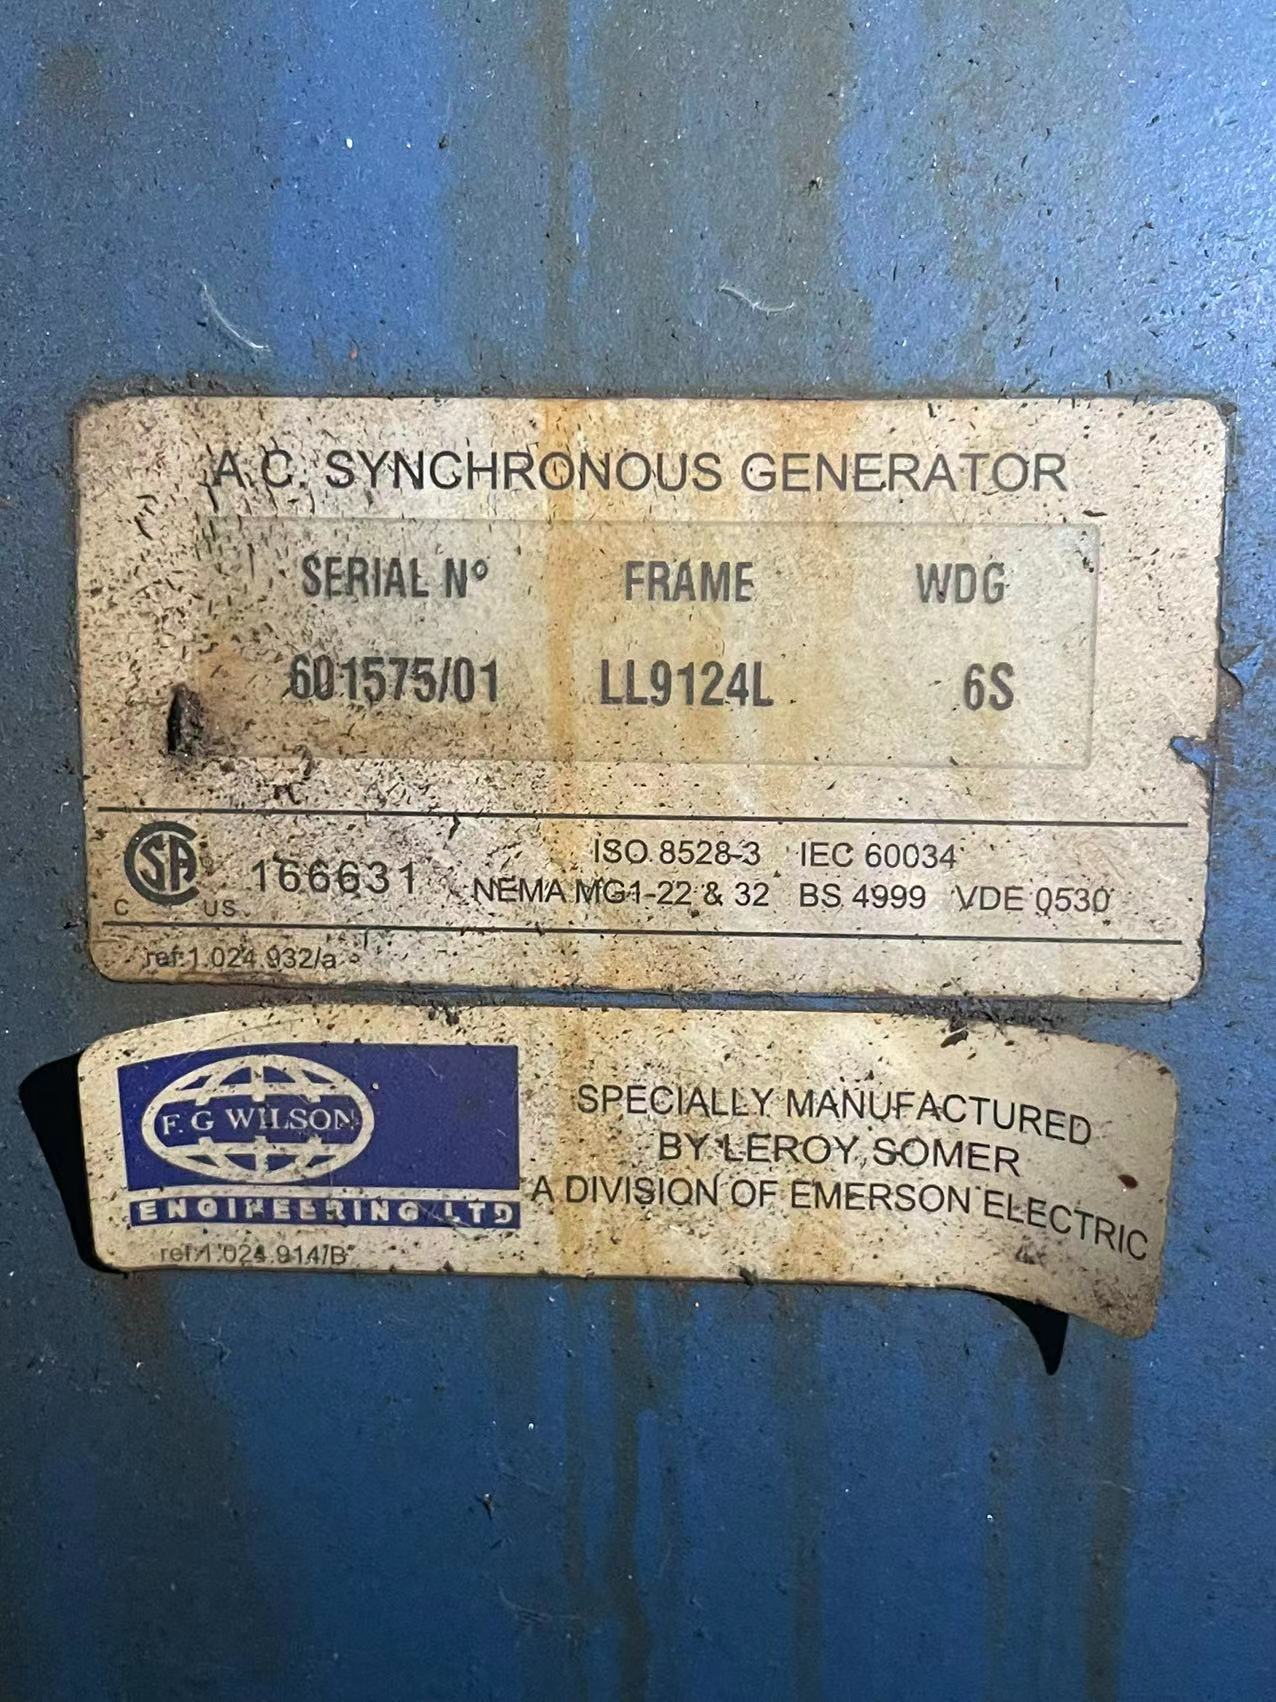 A.C. SYNCHRONOUS GENERATOR
SERIAL Nº FRAME WDG
601575/01 LL9124L 6S
CSA C US 166631
ISO 8528-3 IEC 60034
NEMA MG1-22 & 32 BS 4999 VDE 0530
ref:1.024.932/a
F.G WILSON
ENGINEERING LTD
ref:1.024.914/B
SPECIALLY MANUFACTURED
BY LEROY SOMER
A DIVISION OF EMERSON ELECTRIC